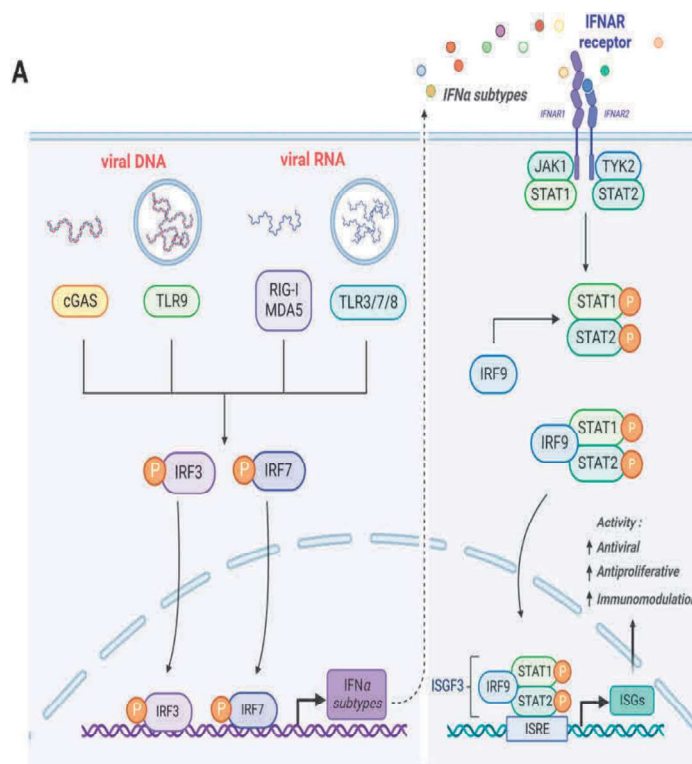 A
IFNAR
receptor
IFNα subtypes
IFNAR1
IFNAR2
viral DNA
viral RNA
JAK1
TYK2
STAT1
STAT2
cGAS
TLR9
RIG-I
MDA5
TLR3/7/8
STAT1
P
STAT2
P
IRF9
P
IRF3
P
IRF7
IRF9
STAT1
P
STAT2
P
Activity :
Antiviral
Antiproliferative
Immunomodulation
P
IRF3
P
IRF7
IFNα
subtypes
ISGF3
IRF9
STAT1
P
STAT2
P
ISRE
ISGs